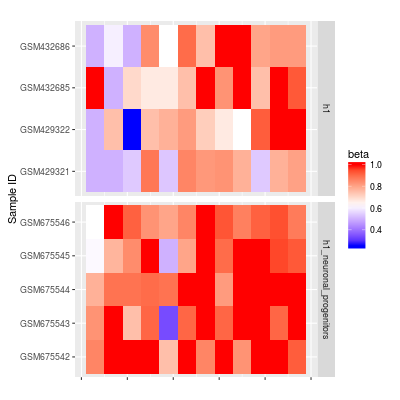 GSM432686
GSM432685
GSM429322
GSM429321
h1
GSM675546
GSM675545
GSM675544
GSM675543
GSM675542
h1_neuronal_progenitors
Sample ID
beta
1.0
0.8
0.6
0.4